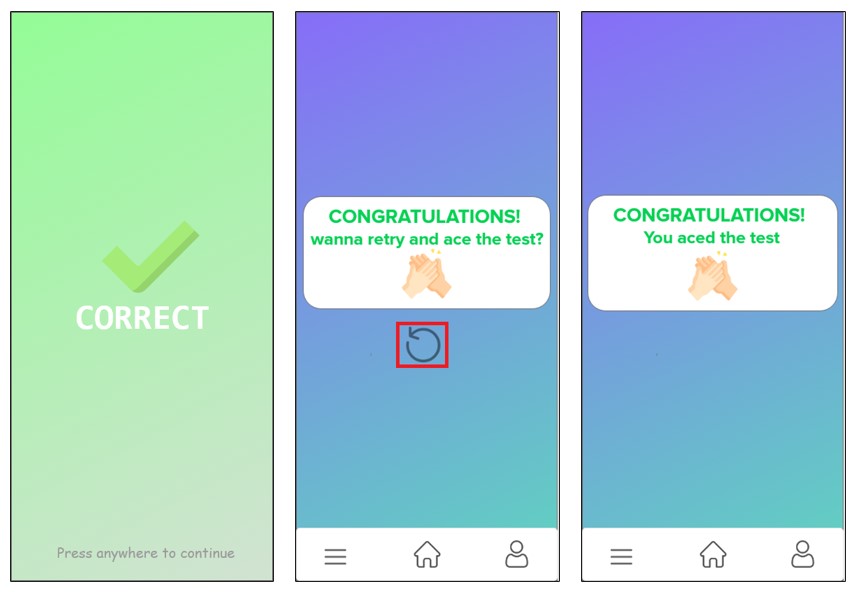 CORRECT
Press anywhere to continue
CONGRATULATIONS!
wanna retry and ace the test?
CONGRATULATIONS!
You aced the test